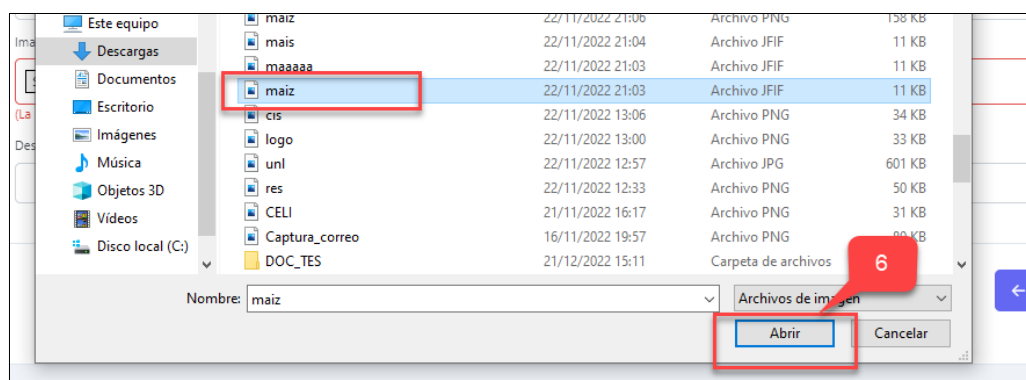 Este equipo
maiz 22/11/2022 21:06 Archivo PNG 158 KB
Ima
Descargas
mais 22/11/2022 21:04 Archivo JFIF 11 KB
maaaaa 22/11/2022 21:03 Archivo JFIF 11 KB
Documentos
maiz 22/11/2022 21:03 Archivo JFIF 11 KB
Escritorio
(La
cis 22/11/2022 13:06 Archivo PNG 34 KB
Imágenes
logo 22/11/2022 13:00 Archivo PNG 33 KB
Des
Música
unl 22/11/2022 12:57 Archivo JPG 601 KB
Objetos 3D
res 22/11/2022 12:33 Archivo PNG 50 KB
Vídeos
CELI 21/11/2022 16:17 Archivo PNG 31 KB
Disco local (C:)
Captura_correo 16/11/2022 19:57 Archivo PNG 80 KB
DOC_TES 21/12/2022 15:11 Carpeta de archivos
6
Nombre: maiz Archivos de imagen
Abrir Cancelar